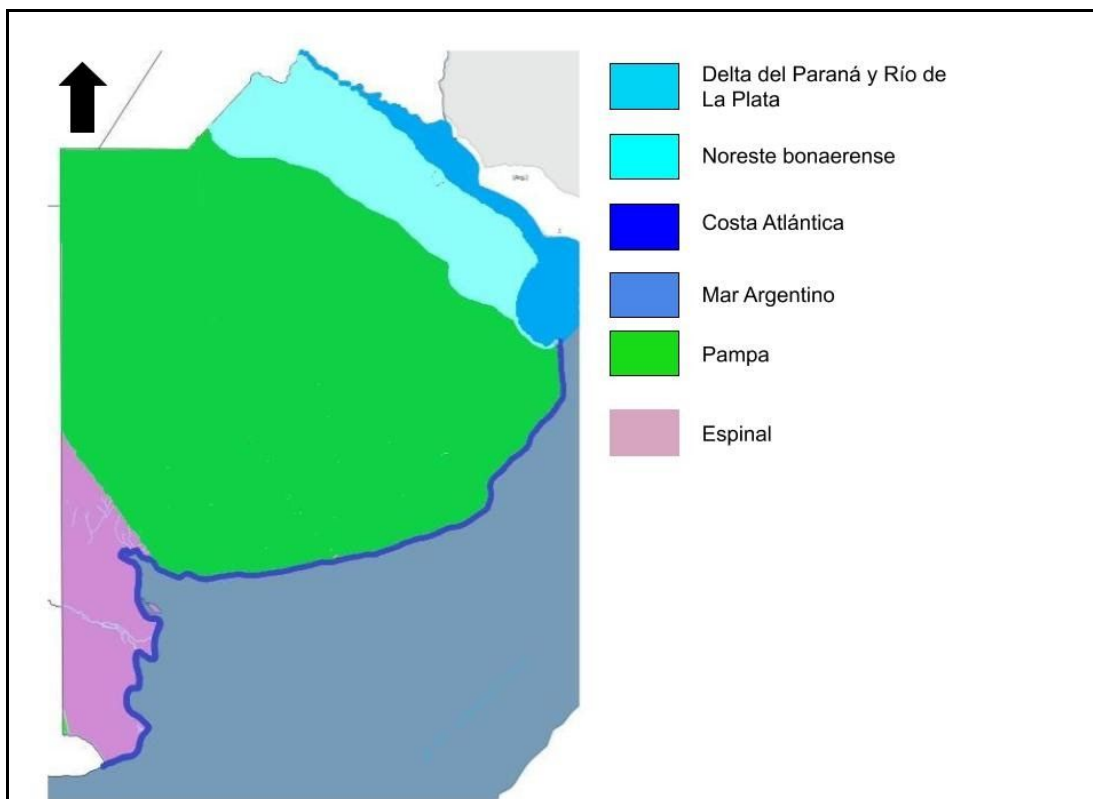 Delta del Paraná y Río de
La Plata
Noreste bonaerense
Costa Atlántica
Mar Argentino
Pampa
Espinal